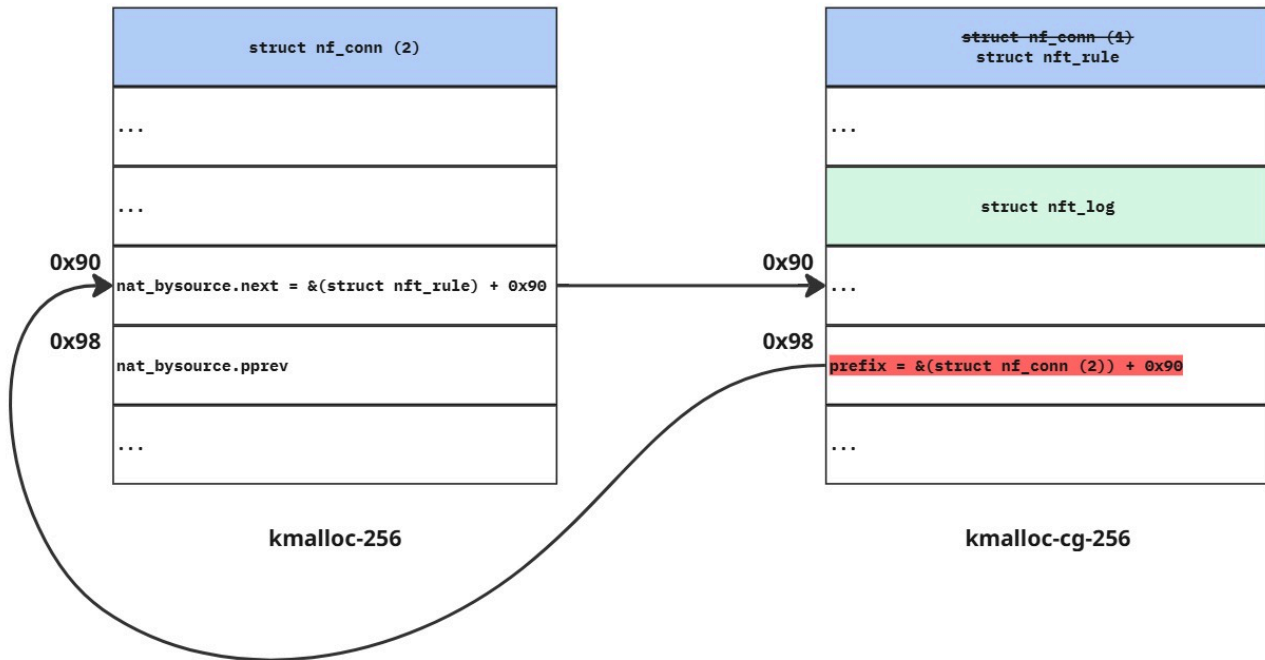 struct nf_conn (2)
...
...
0x90
nat_bysource.next = &(struct nft_rule) + 0x90
0x98
nat_bysource.pprev
...
kmalloc-256
struct nf_conn (1)
struct nft_rule
...
struct nft_log
0x90
...
0x98
prefix = &(struct nf_conn (2)) + 0x90
...
kmalloc-cg-256